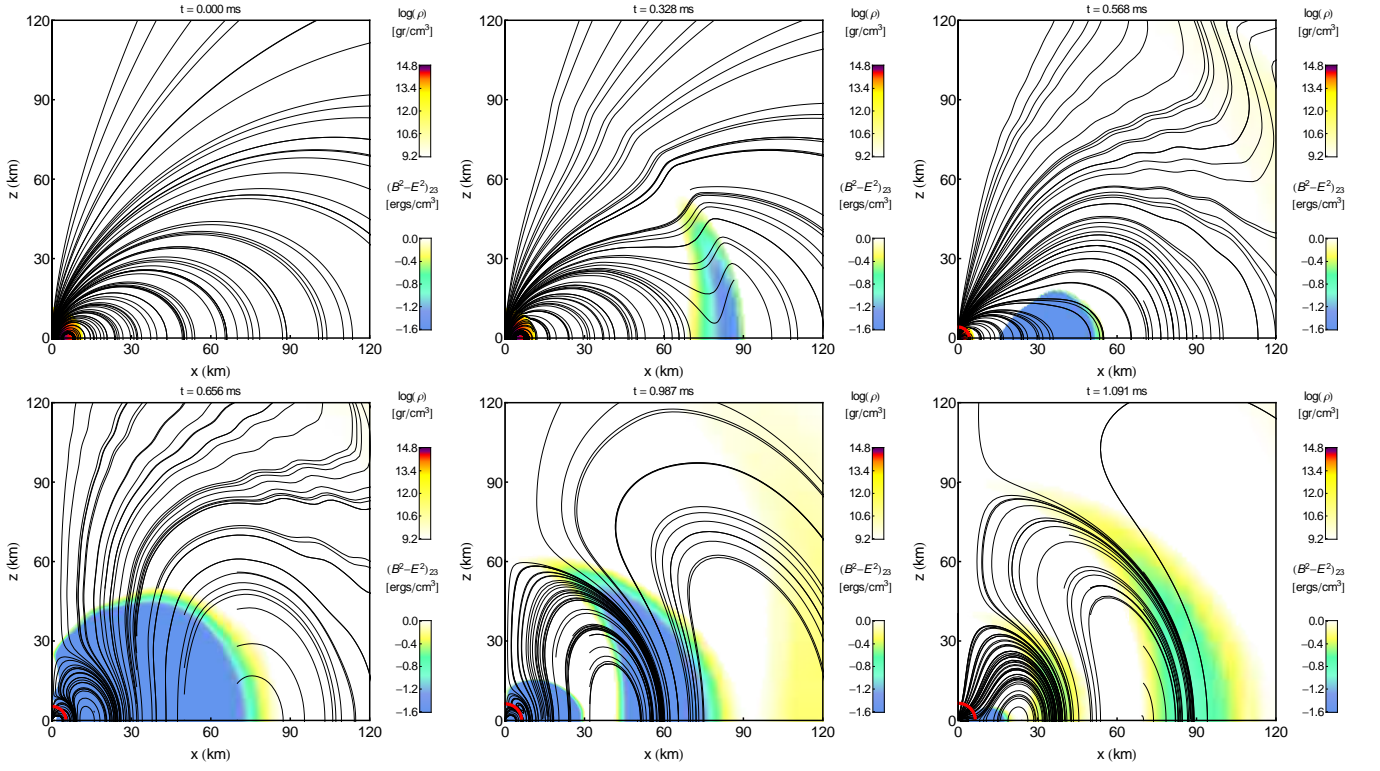 t = 0.000 ms
log(ρ)
[gr/cm³]
14.8
13.4
12.0
10.6
9.2
(B²−E²)₂₃
[ergs/cm³]
0.0
−0.4
−0.8
−1.2
−1.6
120
90
60
30
0
z (km)
0 30 60 90 120
x (km)
t = 0.328 ms
log(ρ)
[gr/cm³]
14.8
13.4
12.0
10.6
9.2
(B²−E²)₂₃
[ergs/cm³]
0.0
−0.4
−0.8
−1.2
−1.6
120
90
60
30
0
z (km)
0 30 60 90 120
x (km)
t = 0.568 ms
log(ρ)
[gr/cm³]
14.8
13.4
12.0
10.6
9.2
(B²−E²)₂₃
[ergs/cm³]
0.0
−0.4
−0.8
−1.2
−1.6
120
90
60
30
0
z (km)
0 30 60 90 120
x (km)
t = 0.656 ms
log(ρ)
[gr/cm³]
14.8
13.4
12.0
10.6
9.2
(B²−E²)₂₃
[ergs/cm³]
0.0
−0.4
−0.8
−1.2
−1.6
120
90
60
30
0
z (km)
0 30 60 90 120
x (km)
t = 0.987 ms
log(ρ)
[gr/cm³]
14.8
13.4
12.0
10.6
9.2
(B²−E²)₂₃
[ergs/cm³]
0.0
−0.4
−0.8
−1.2
−1.6
120
90
60
30
0
z (km)
0 30 60 90 120
x (km)
t = 1.091 ms
log(ρ)
[gr/cm³]
14.8
13.4
12.0
10.6
9.2
(B²−E²)₂₃
[ergs/cm³]
0.0
−0.4
−0.8
−1.2
−1.6
120
90
60
30
0
z (km)
0 30 60 90 120
x (km)